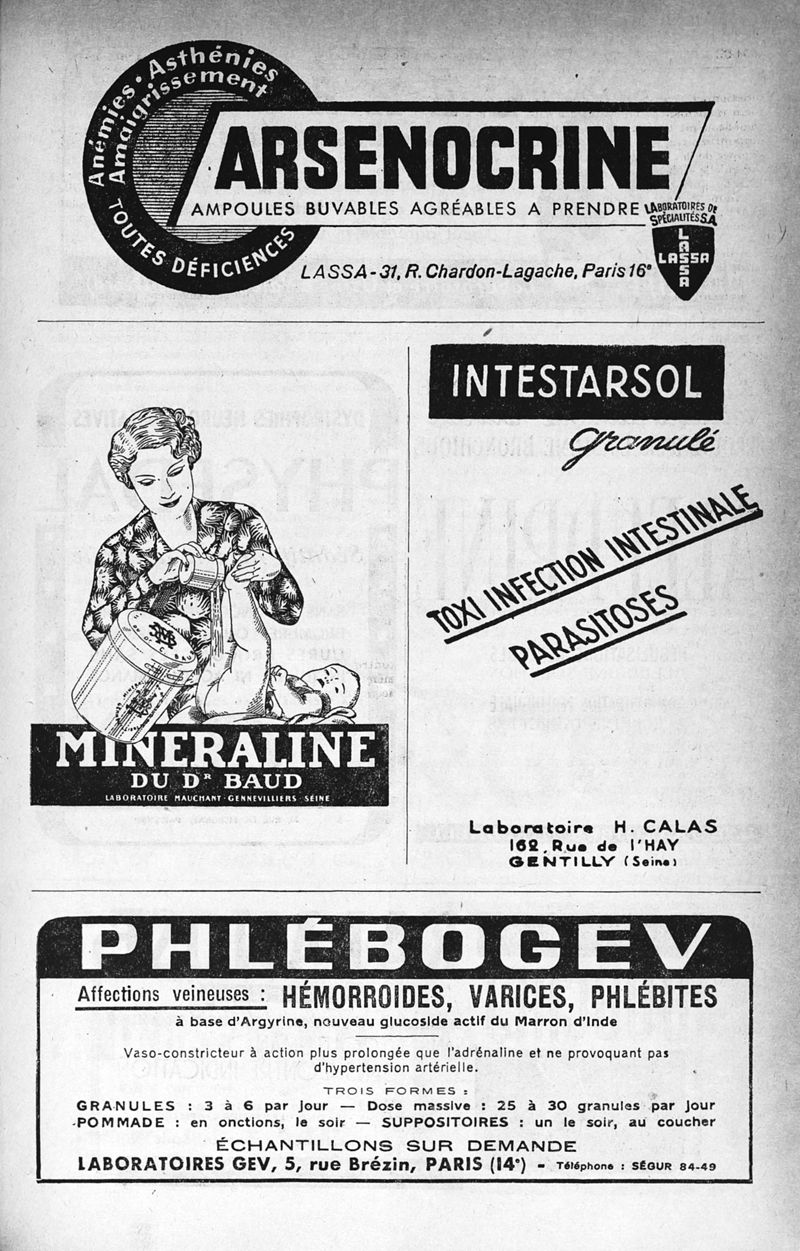 Anémies • Asthénies
Amaigrissement
TOUTES DÉFICIENCES
ARSENOCRINE
AMPOULES BUVABLES AGRÉABLES A PRENDRE
LABORATOIRES DE
SPÉCIALITÉS S.A
LASSA
LASSA
LASSA - 31, R. Chardon-Lagache, Paris 16e
INTESTARSOL
granulé
TOXI INFECTION INTESTINALE
PARASITOSES
Laboratoire H. CALAS
162, Rue de l'HAY
GENTILLY (Seine)
MINERALINE
DU DR BAUD
LABORATOIRE MAUCHANT · GENNEVILLIERS · SEINE
PHLÉBOGEV
Affections veineuses : HÉMORROIDES, VARICES, PHLÉBITES
à base d'Argyrine, nouveau glucoside actif du Marron d'Inde
Vaso-constricteur à action plus prolongée que l'adrénaline et ne provoquant pas
d'hypertension artérielle.
TROIS FORMES :
GRANULES : 3 à 6 par jour — Dose massive : 25 à 30 granules par jour
POMMADE : en onctions, le soir — SUPPOSITOIRES : un le soir, au coucher
ÉCHANTILLONS SUR DEMANDE
LABORATOIRES GEV, 5, rue Brézin, PARIS (14e) - Téléphone : SÉGUR 84-49